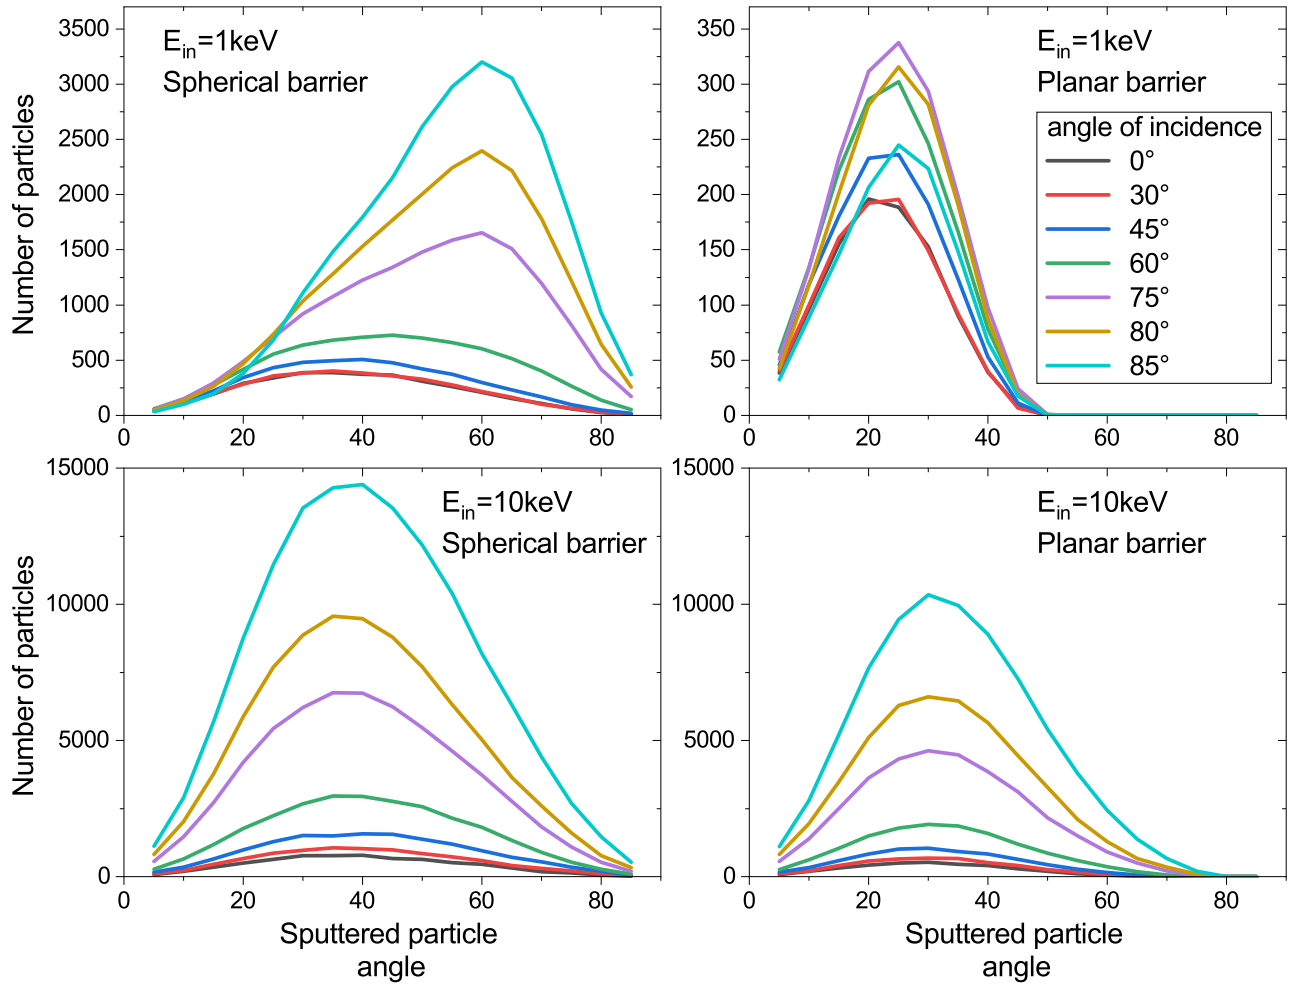 3500
3000
2500
2000
1500
1000
500
0
Number of particles
E_in=1keV
Spherical barrier
0 20 40 60 80
350
300
250
200
150
100
50
0
E_in=1keV
Planar barrier
angle of incidence
0°
30°
45°
60°
75°
80°
85°
0 20 40 60 80
15000
10000
5000
0
Number of particles
E_in=10keV
Spherical barrier
0 20 40 60 80
Sputtered particle
angle
15000
10000
5000
0
E_in=10keV
Planar barrier
0 20 40 60 80
Sputtered particle
angle